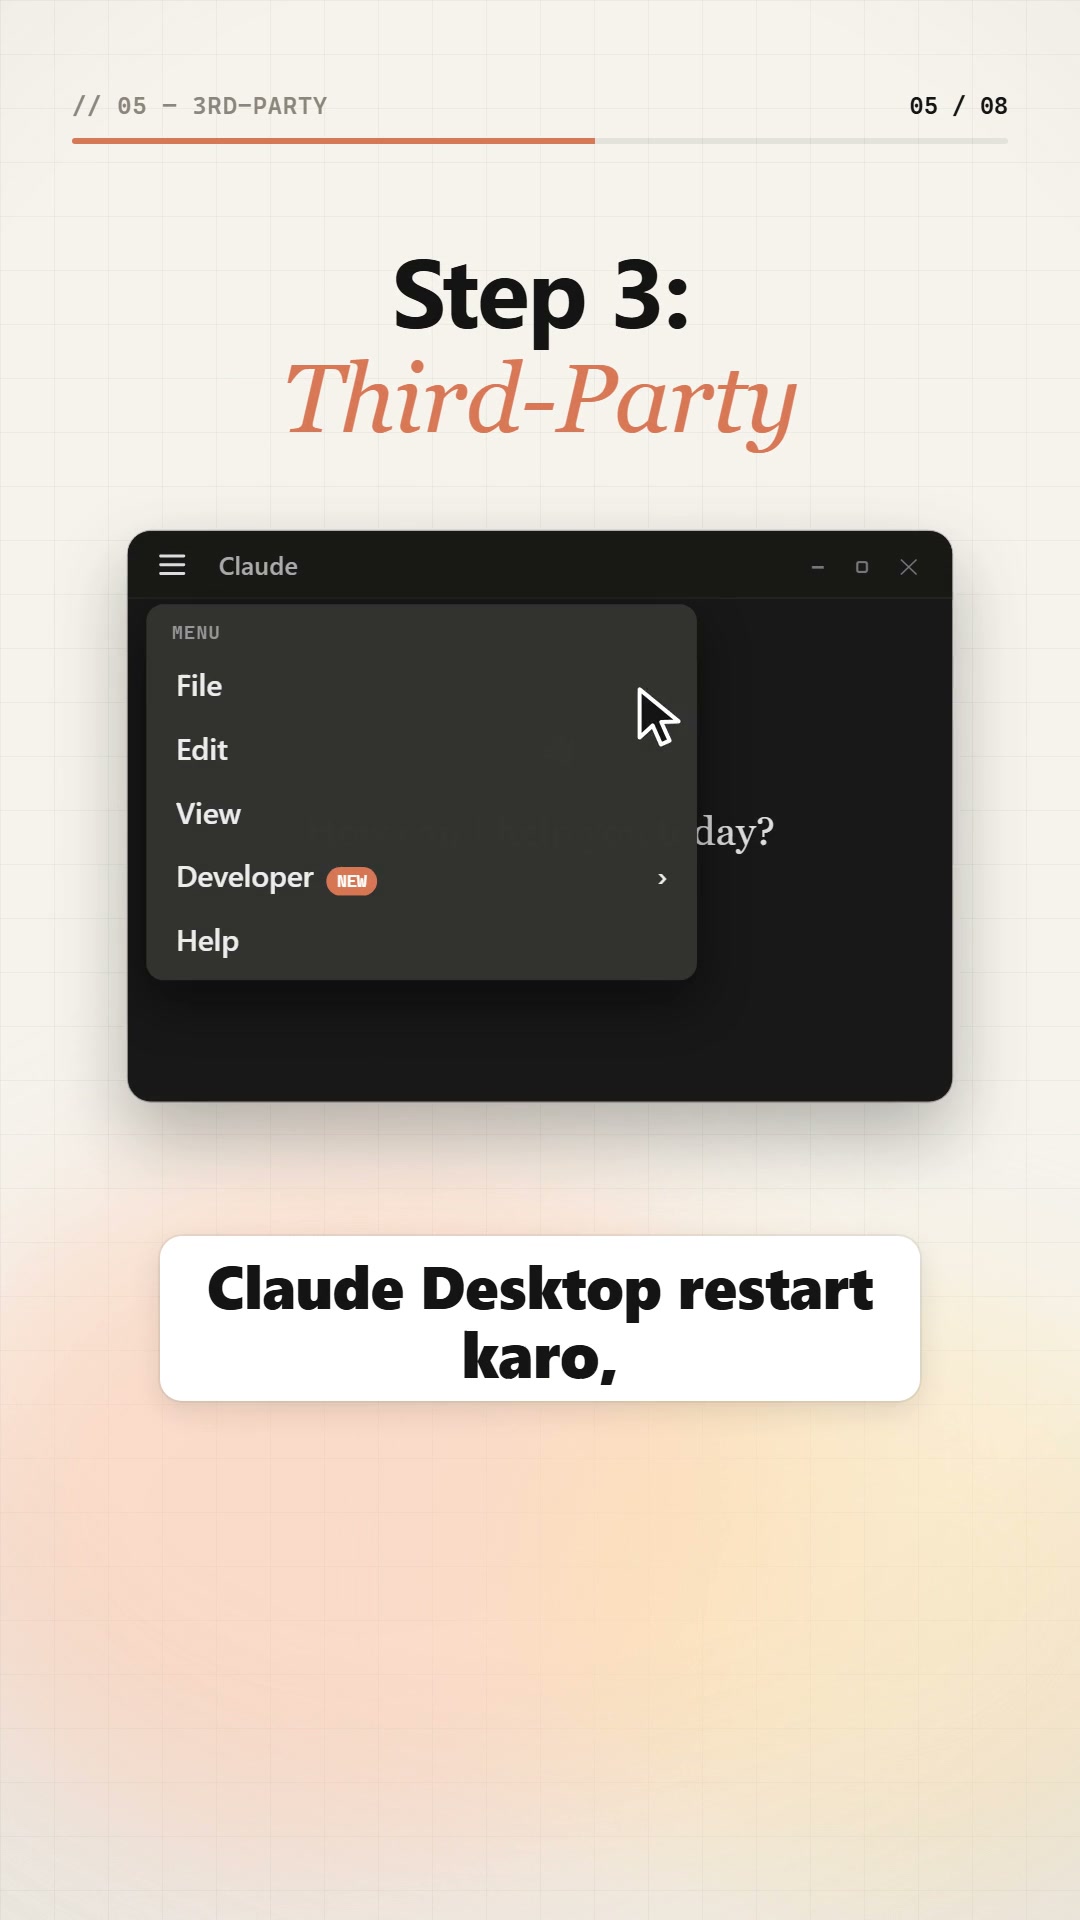 // 05 — 3RD-PARTY
05 / 08
Step 3:
Third-Party
Claude
MENU
File
Edit
View
day?
Developer NEW ›
Help
Claude Desktop restart
karo,